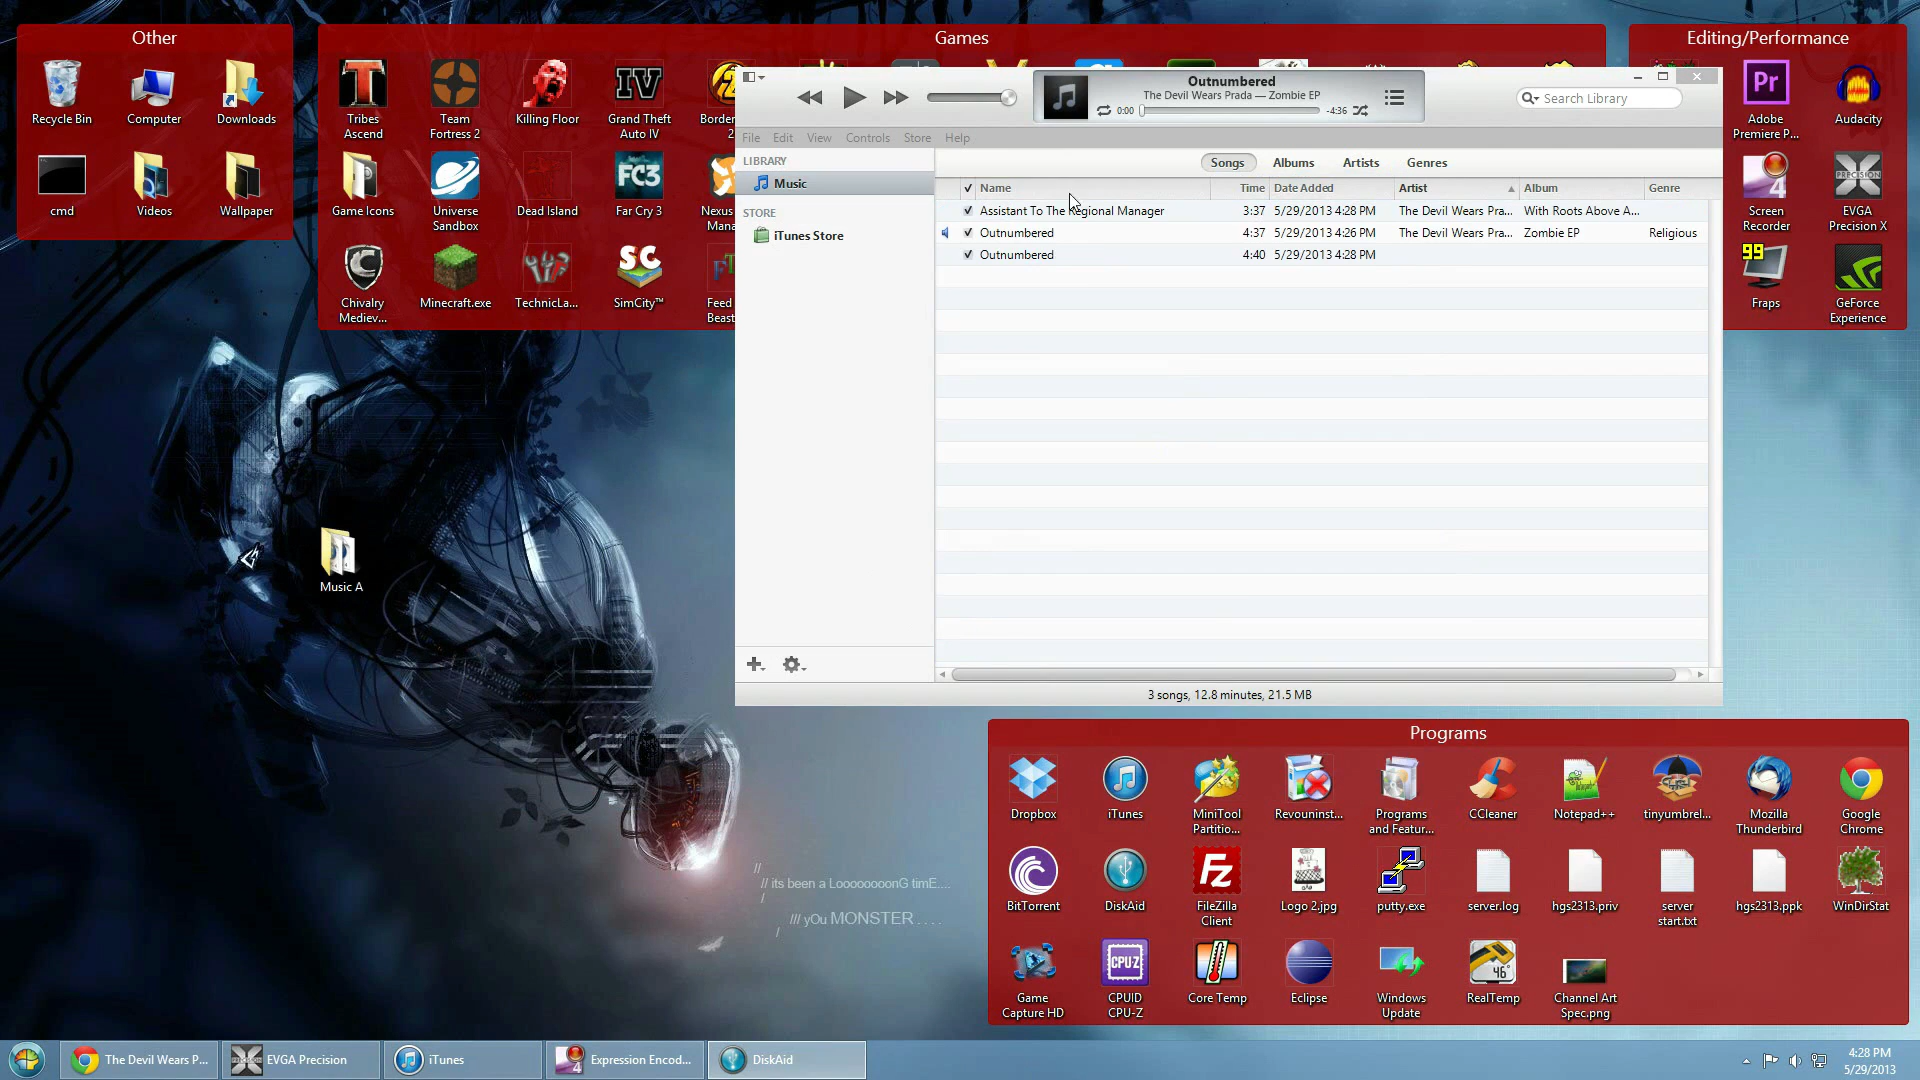 Other
Recycle Bin
Computer
Downloads
cmd
Videos
Wallpaper
Games
Tribes
Ascend
Team
Fortress 2
Killing Floor
Grand Theft
Auto IV
Game Icons
Universe
Sandbox
Dead Island
Far Cry 3
Nexus
Chivalry
Mediev...
Minecraft.exe
TechnicLa...
SimCity™
Feed
Beast
Editing/Performance
Adobe
Premiere P...
Audacity
Screen
Recorder
EVGA
Precision X
Fraps
GeForce
Experience
Outnumbered
The Devil Wears Prada — Zombie EP
0:00
-4:36
Search Library
File Edit View Controls Store Help
LIBRARY
Music
STORE
iTunes Store
Songs Albums Artists Genres
Name Time Date Added Artist Album Genre
Assistant To The Regional Manager 3:37 5/29/2013 4:28 PM The Devil Wears Pra... With Roots Above A...
Outnumbered 4:37 5/29/2013 4:26 PM The Devil Wears Pra... Zombie EP Religious
Outnumbered 4:40 5/29/2013 4:28 PM
3 songs, 12.8 minutes, 21.5 MB
Music A
//
// its been a LoooooooonG timE....
/
/// yOu MONSTER . . . .
/
Programs
Dropbox
iTunes
MiniTool
Partitio...
Revouninst...
Programs
and Featur...
CCleaner
Notepad++
tinyumbrel...
Mozilla
Thunderbird
Google
Chrome
BitTorrent
DiskAid
FileZilla
Client
Logo 2.jpg
putty.exe
server.log
hgs2313.priv
server
start.txt
hgs2313.ppk
WinDirStat
Game
Capture HD
CPUID
CPU-Z
Core Temp
Eclipse
Windows
Update
RealTemp
Channel Art
Spec.png
The Devil Wears P...
EVGA Precision
iTunes
Expression Encod...
DiskAid
4:28 PM
5/29/2013